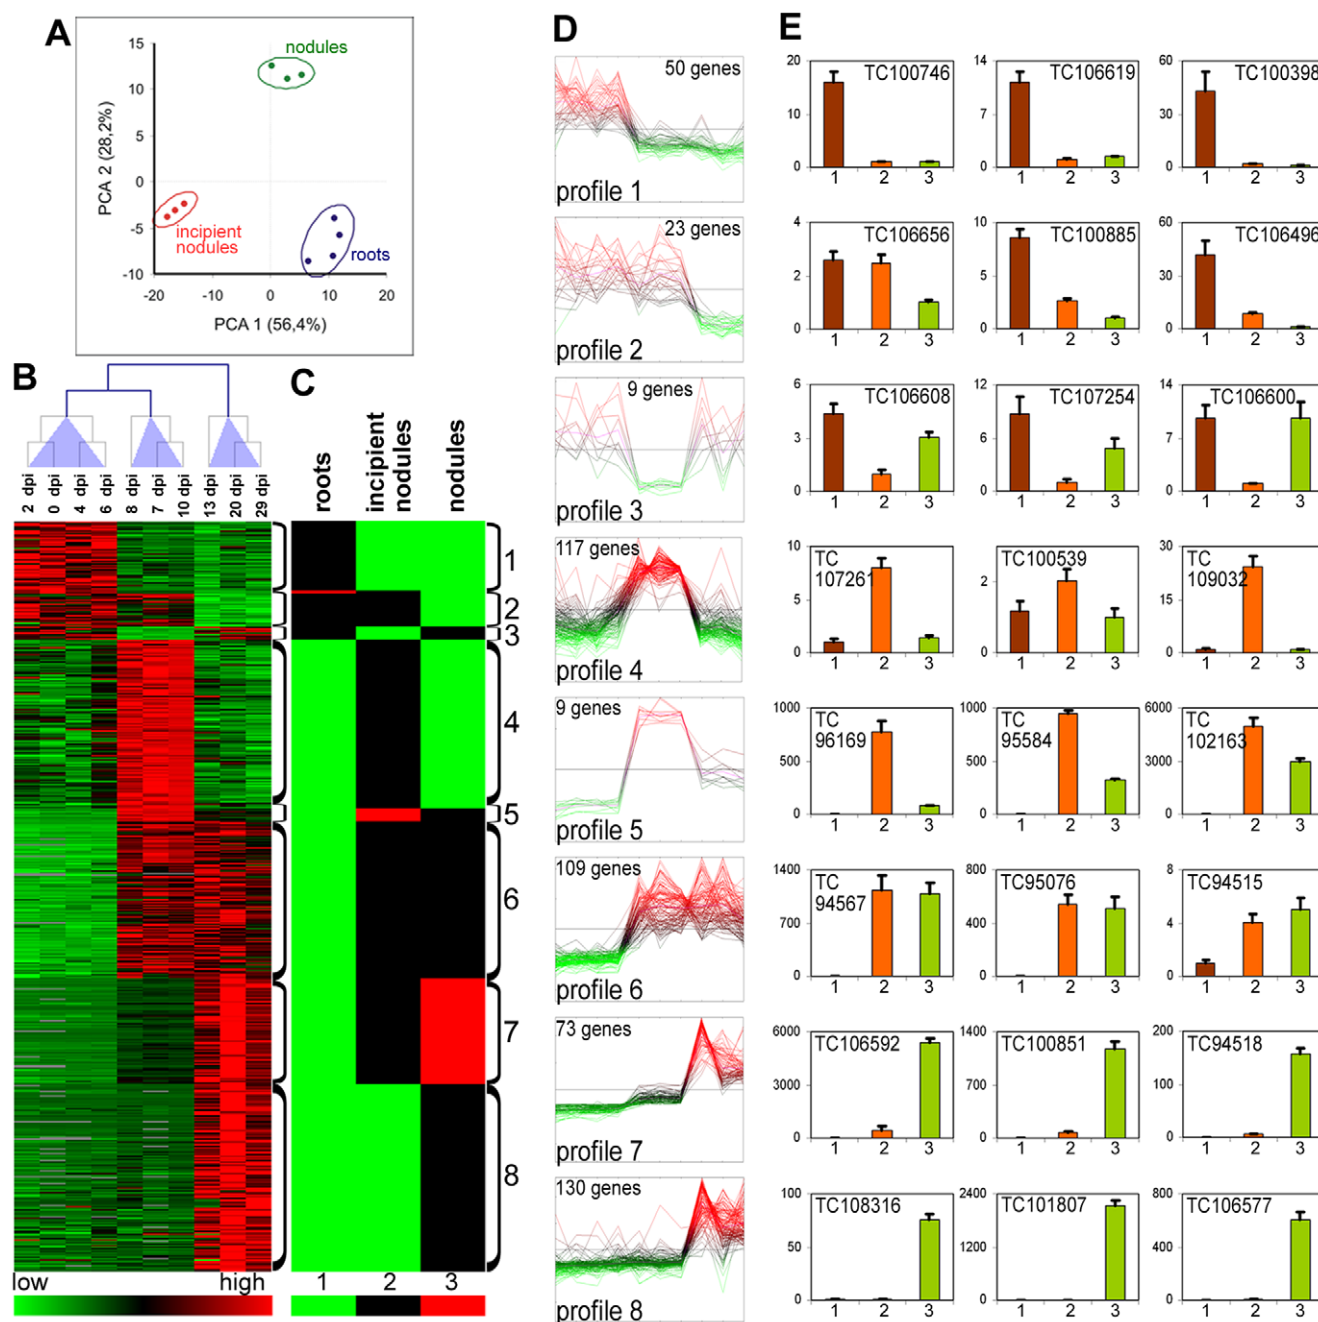 A
nodules
incipient
nodules
roots
15
10
5
0
-5
-10
-20
-10
0
10
20
PCA 2 (28,2%)
PCA 1 (56,4%)
B
2 dpi
0 dpi
4 dpi
6 dpi
8 dpi
7 dpi
10 dpi
13 dpi
20 dpi
29 dpi
low
high
C
roots
incipient
nodules
nodules
1
2
3
4
5
6
7
8
1
2
3
D
50 genes
profile 1
23 genes
profile 2
9 genes
profile 3
117 genes
profile 4
9 genes
profile 5
109 genes
profile 6
73 genes
profile 7
130 genes
profile 8
E
TC100746
20
10
0
1 2 3
TC106619
14
7
0
1 2 3
TC100398
60
30
0
1 2 3
TC106656
4
2
0
1 2 3
TC100885
10
5
0
1 2 3
TC106496
60
30
0
1 2 3
TC106608
6
3
0
1 2 3
TC107254
12
6
0
1 2 3
TC106600
14
7
0
1 2 3
TC
107261
10
5
0
1 2 3
TC100539
2
0
1 2 3
TC
109032
30
15
0
1 2 3
TC
96169
1000
500
0
1 2 3
TC
95584
1000
500
0
1 2 3
TC
102163
6000
3000
0
1 2 3
TC
94567
1400
700
0
1 2 3
TC95076
800
400
0
1 2 3
TC94515
8
4
0
1 2 3
TC106592
6000
3000
0
1 2 3
TC100851
1400
700
0
1 2 3
TC94518
200
100
0
1 2 3
TC108316
100
50
0
1 2 3
TC101807
2400
1200
0
1 2 3
TC106577
800
400
0
1 2 3